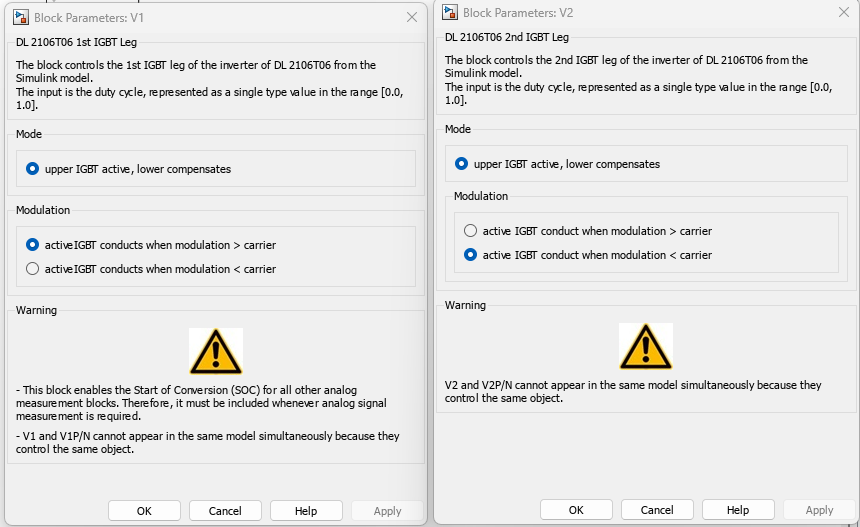 Block Parameters: V1
DL 2106T06 1st IGBT Leg
The block controls the 1st IGBT leg of the inverter of DL 2106T06 from the
Simulink model.
The input is the duty cycle, represented as a single type value in the range [0.0,
1.0].
Mode
upper IGBT active, lower compensates
Modulation
activeIGBT conducts when modulation > carrier
activeIGBT conducts when modulation < carrier
Warning
- This block enables the Start of Conversion (SOC) for all other analog
measurement blocks. Therefore, it must be included whenever analog signal
measurement is required.
- V1 and V1P/N cannot appear in the same model simultaneously because they
control the same object.
OK Cancel Help Apply
Block Parameters: V2
DL 2106T06 2nd IGBT Leg
The block controls the 2nd IGBT leg of the inverter of DL 2106T06 from the
Simulink model.
The input is the duty cycle, represented as a single type value in the range [0.0,
1.0].
Mode
upper IGBT active, lower compensates
Modulation
active IGBT conduct when modulation > carrier
active IGBT conduct when modulation < carrier
Warning
V2 and V2P/N cannot appear in the same model simultaneously because they
control the same object.
OK Cancel Help Apply